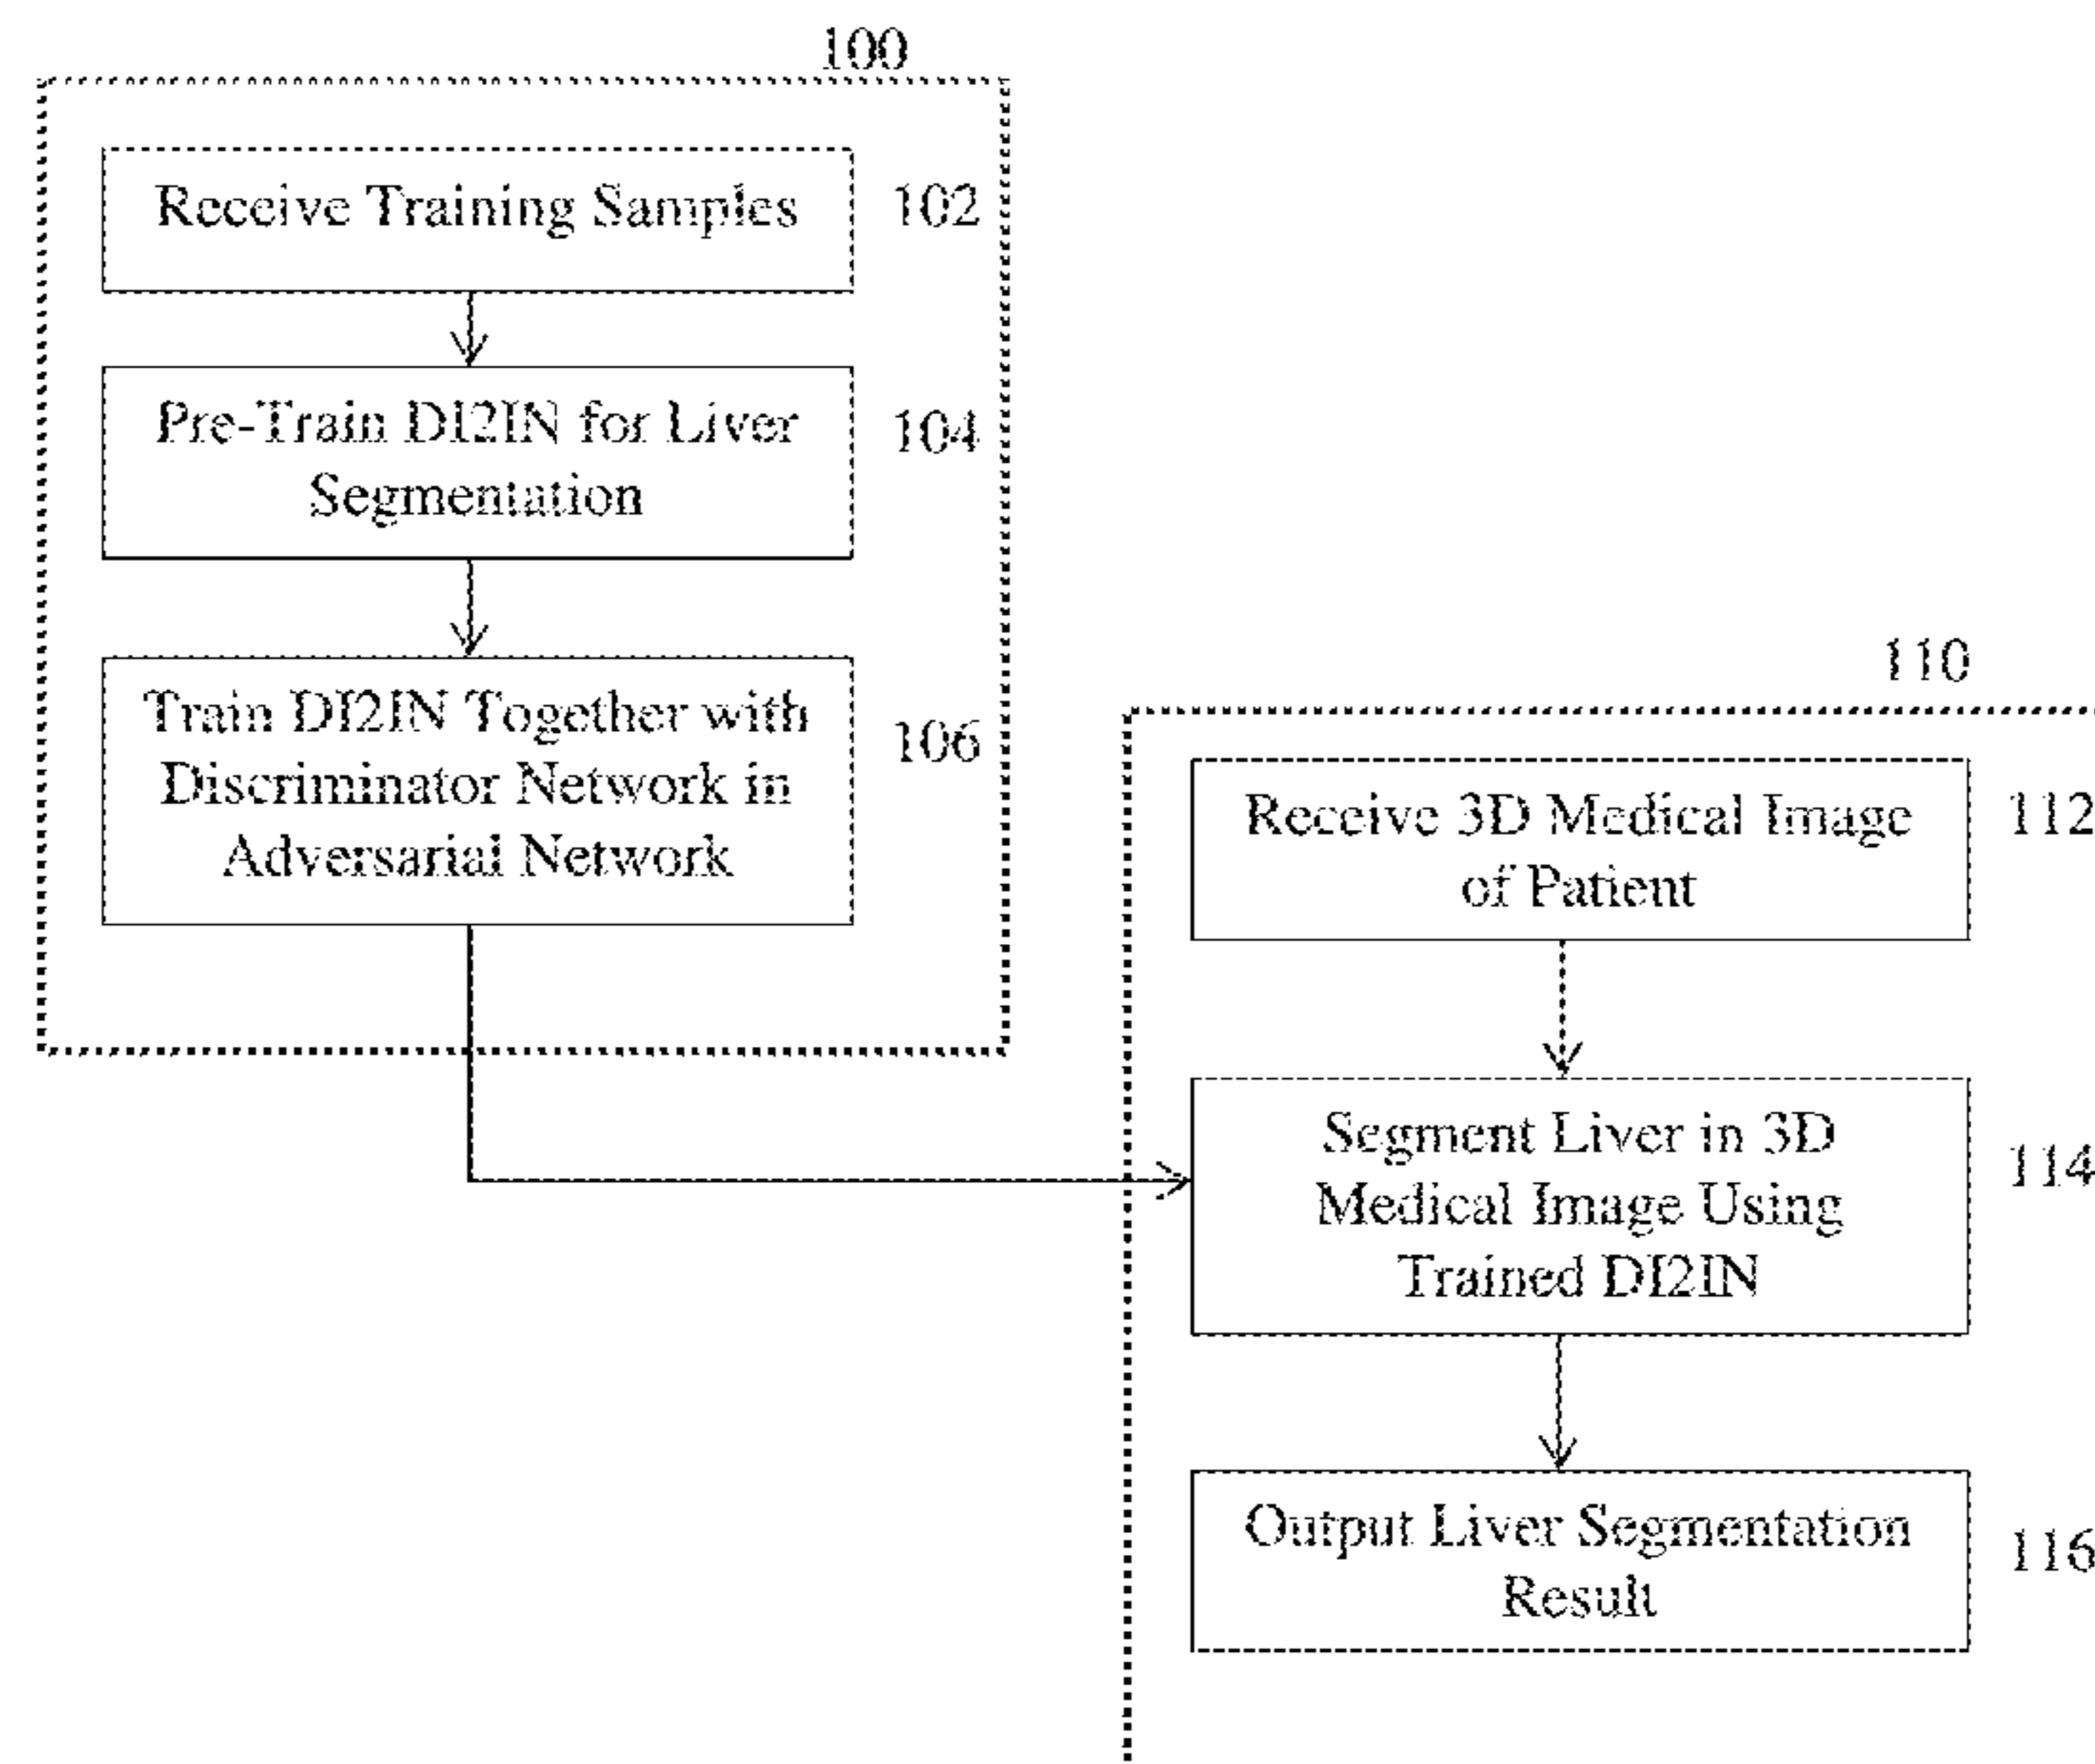 100
Receive Training Samples
102
Pre-Train DI2IN for Liver
Segmentation
104
Train DI2IN Together with
Discriminator Network in
Adversarial Network
106
110
Receive 3D Medical Image
of Patient
112
Segment Liver in 3D
Medical Image Using
Trained DI2IN
114
Output Liver Segmentation
Result
116